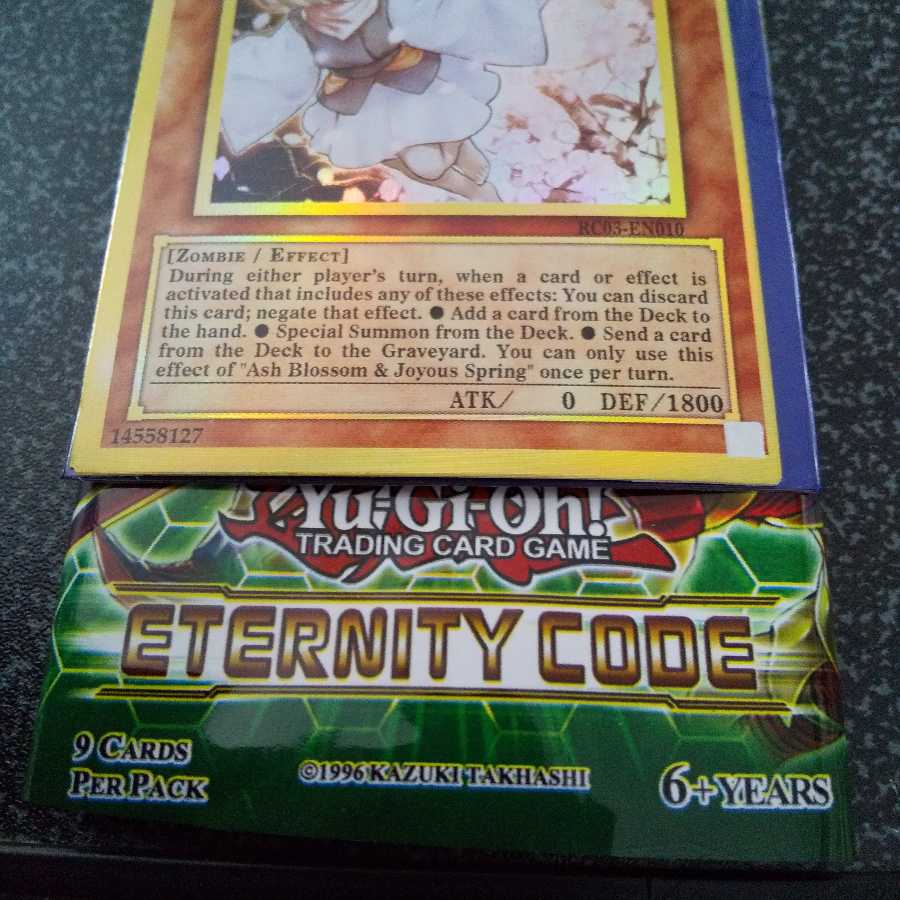 RC03-EN010
[ZOMBIE / EFFECT]
During either player's turn, when a card or effect is
activated that includes any of these effects: You can discard
this card; negate that effect. ● Add a card from the Deck to
the hand. ● Special Summon from the Deck. ● Send a card
from the Deck to the Graveyard. You can only use this
effect of "Ash Blossom & Joyous Spring" once per turn.
ATK/ 0 DEF/1800
14558127
Yu-Gi-Oh!
TRADING CARD GAME
ETERNITY CODE
9 CARDS
PER PACK
©1996 KAZUKI TAKHASHI
6+ YEARS